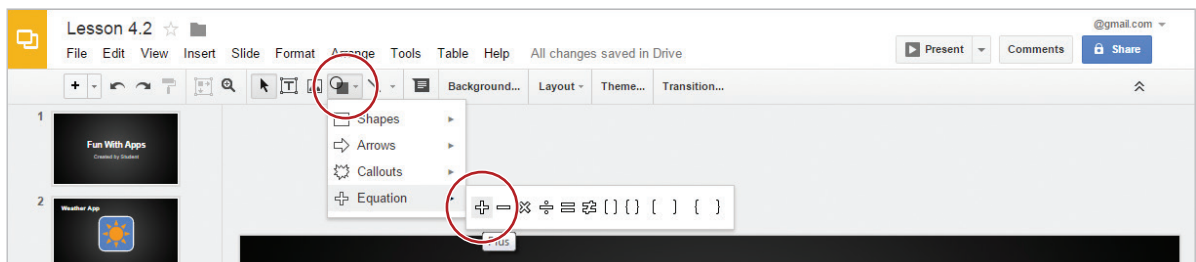 Lesson 4.2
@gmail.com
File Edit View Insert Slide Format Arrange Tools Table Help All changes saved in Drive
Present Comments Share
Background... Layout Theme... Transition...
1
Fun With Apps
Created by Student
Shapes
Arrows
Callouts
Equation
2
Weather App
Plus